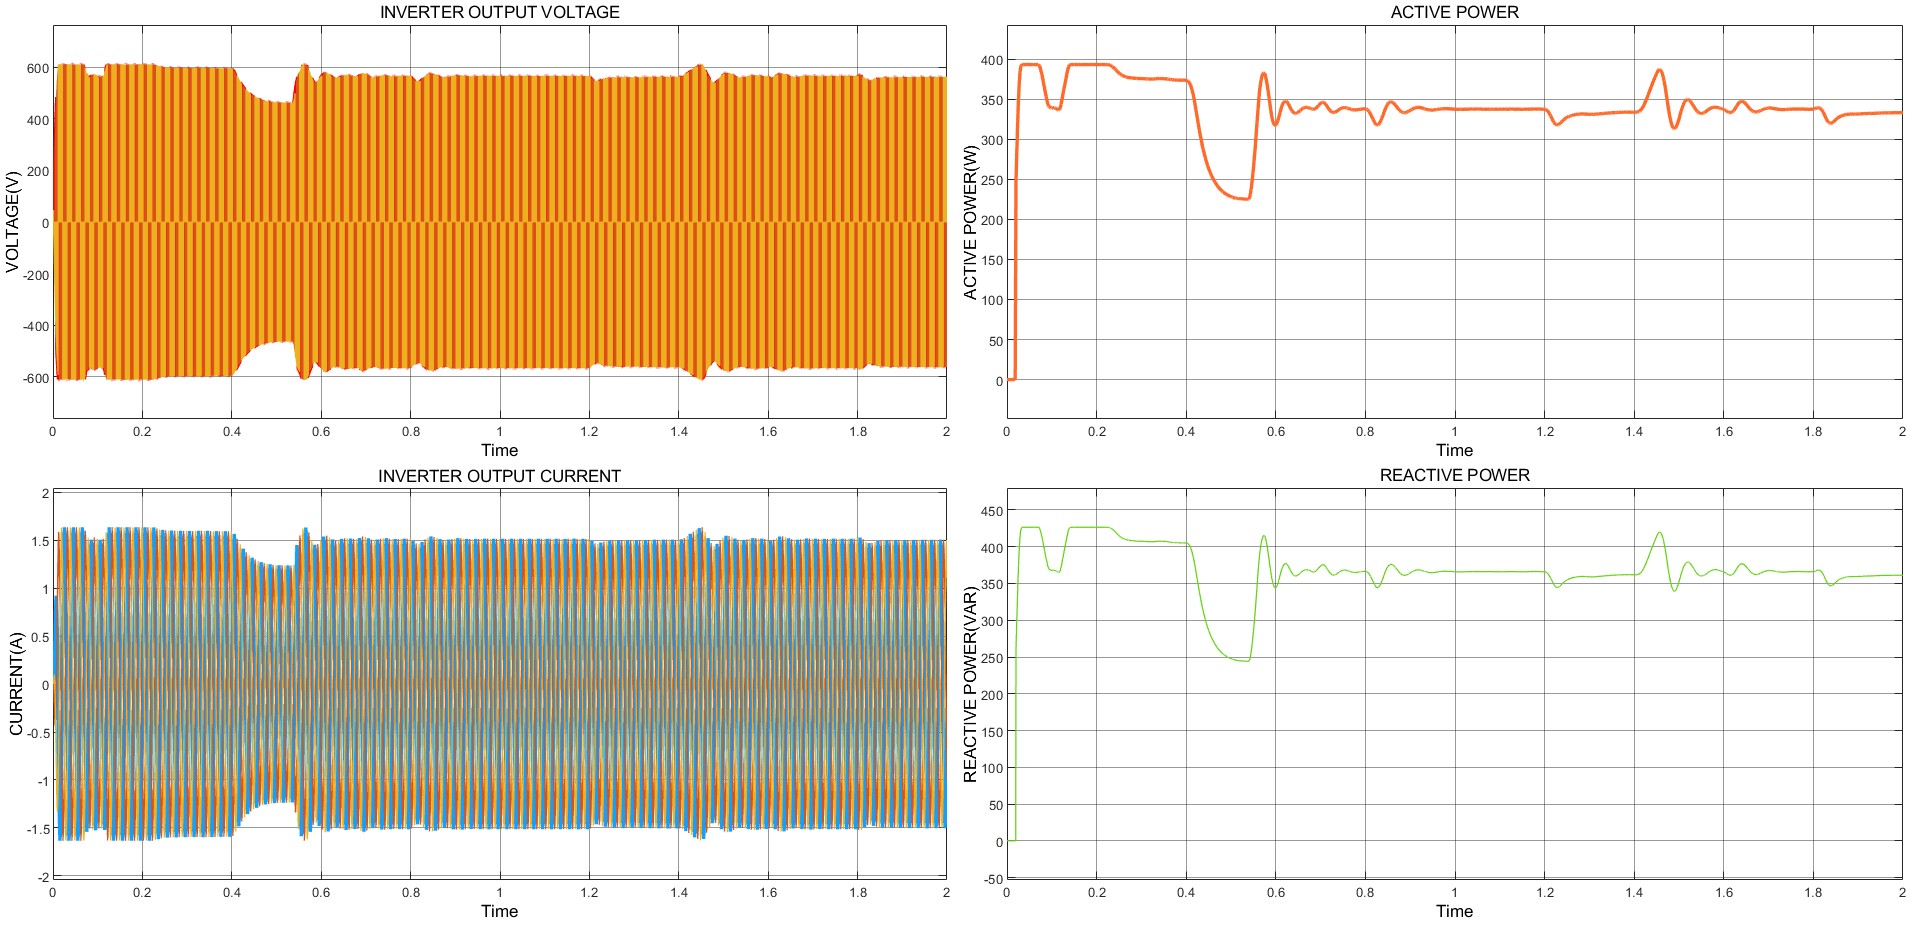 INVERTER OUTPUT VOLTAGE
VOLTAGE(V)
600
400
200
0
-200
-400
-600
0 0.2 0.4 0.6 0.8 1 1.2 1.4 1.6 1.8 2
Time
ACTIVE POWER
ACTIVE POWER(W)
400
350
300
250
200
150
100
50
0
0 0.2 0.4 0.6 0.8 1 1.2 1.4 1.6 1.8 2
Time
INVERTER OUTPUT CURRENT
CURRENT(A)
2
1.5
1
0.5
0
-0.5
-1
-1.5
-2
0 0.2 0.4 0.6 0.8 1 1.2 1.4 1.6 1.8 2
Time
REACTIVE POWER
REACTIVE POWER(VAR)
450
400
350
300
250
200
150
100
50
0
-50
0 0.2 0.4 0.6 0.8 1 1.2 1.4 1.6 1.8 2
Time